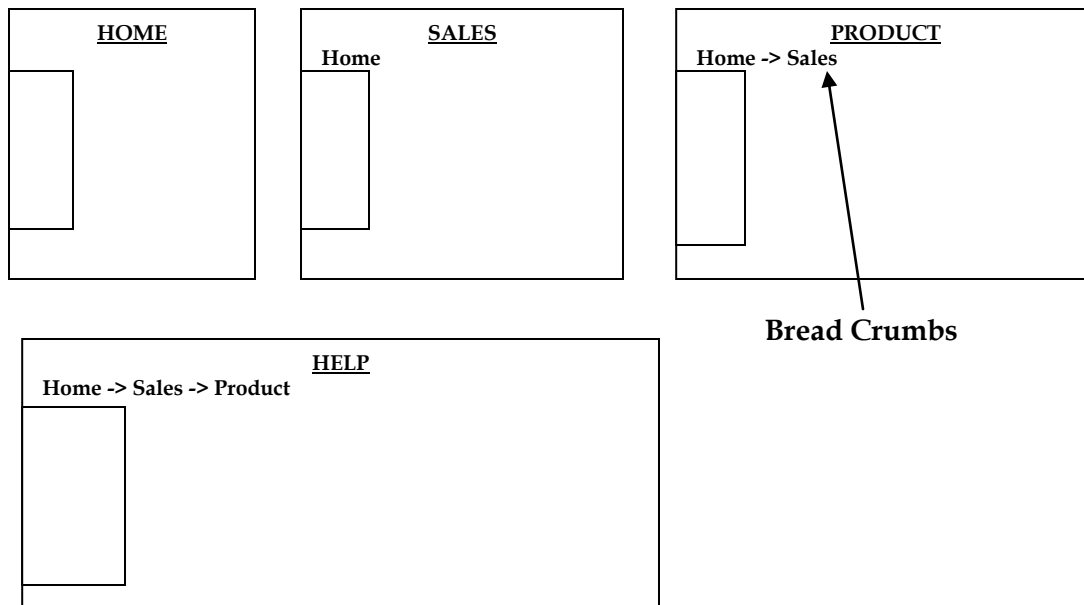 HOME
SALES
Home
PRODUCT
Home -> Sales
Bread Crumbs
HELP
Home -> Sales -> Product